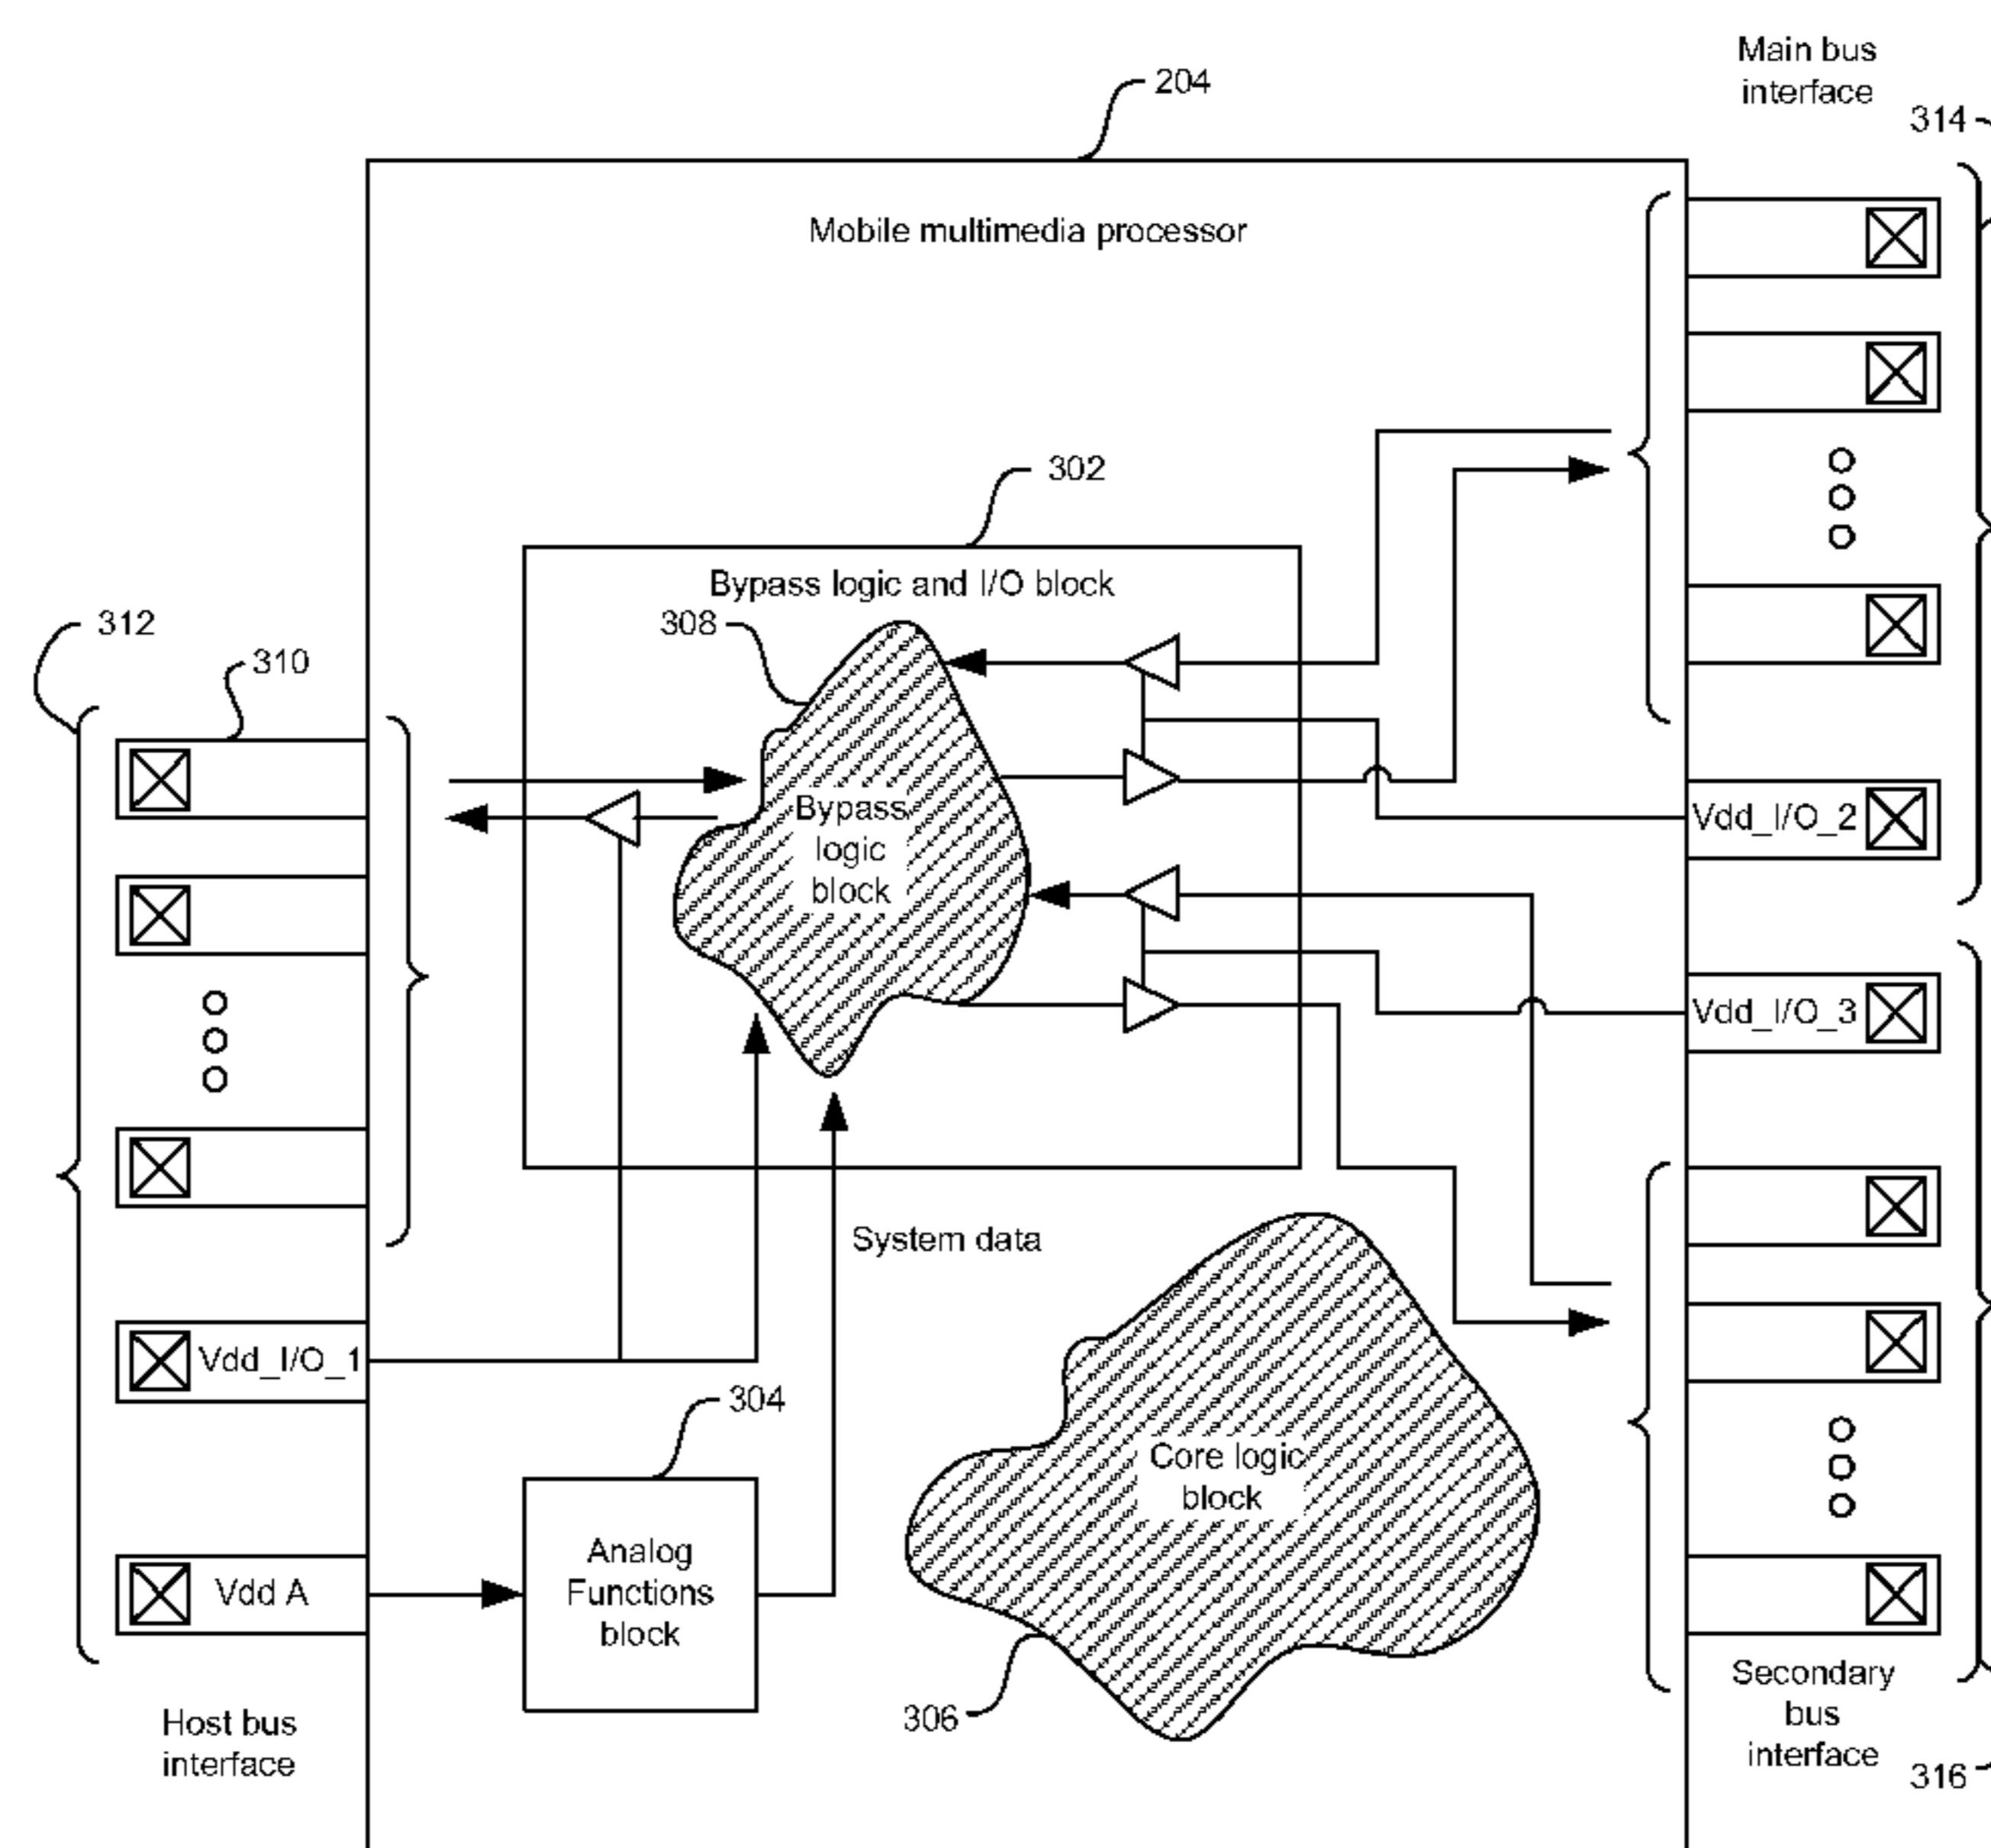 Main bus
interface
314
204
Mobile multimedia processor
302
Bypass logic and I/O block
312
308
310
Bypass
logic
block
Vdd_I/O_2
Vdd_I/O_3
System data
Vdd_I/O_1
304
Core logic
block
Analog
Functions
block
Vdd A
306
Secondary
bus
interface
316
Host bus
interface